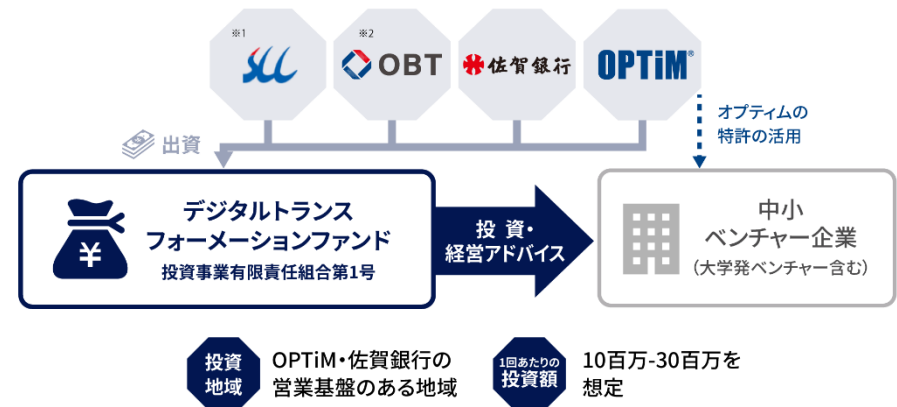 ※1
SLL
※2
OBT
佐賀銀行
OPTiM®
オプティムの
特許の活用
出資
デジタルトランス
フォーメーションファンド
投資事業有限責任組合第1号
¥
投 資・
経営アドバイス
中小
ベンチャー企業
（大学発ベンチャー含む）
投資
地域
OPTiM・佐賀銀行の
営業基盤のある地域
1回あたりの
投資額
10百万-30百万を
想定